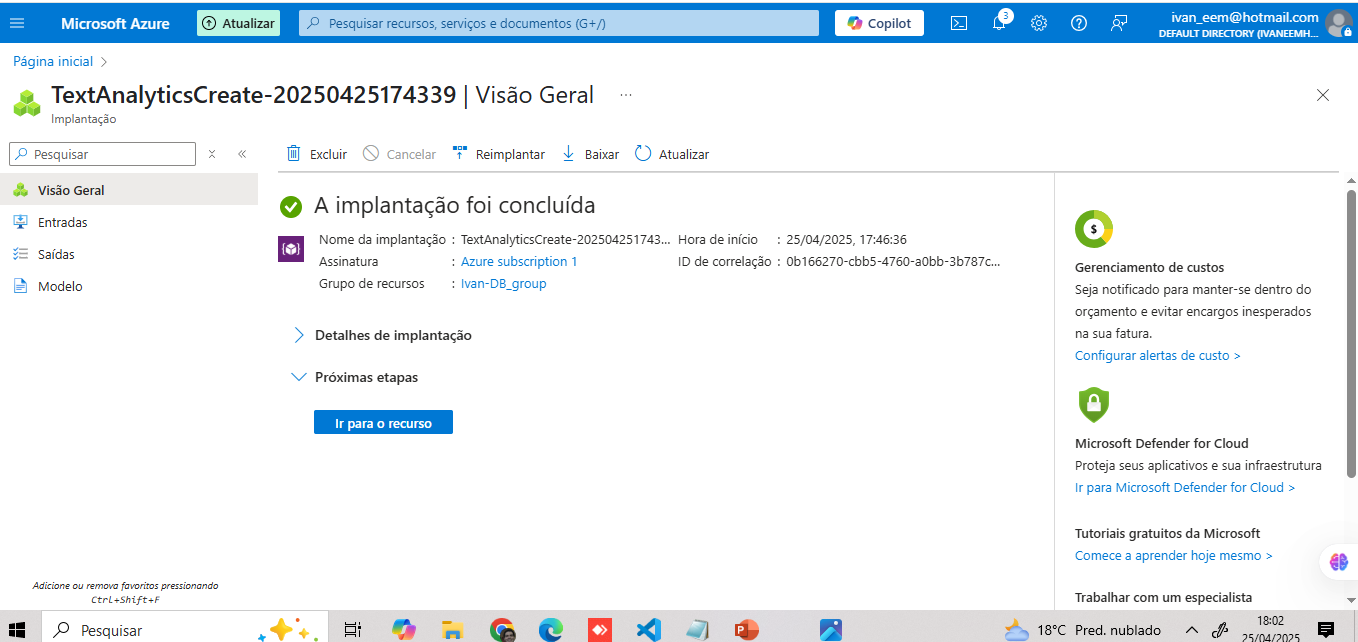 Microsoft Azure
Atualizar
Pesquisar recursos, serviços e documentos (G+/)
Copilot
3
ivan_eem@hotmail.com
DEFAULT DIRECTORY (IVANEEMH...
Página inicial >
TextAnalyticsCreate-20250425174339 | Visão Geral ...
Implantação
Pesquisar
Excluir Cancelar Reimplantar Baixar Atualizar
Visão Geral
Entradas
Saídas
Modelo
A implantação foi concluída
Nome da implantação : TextAnalyticsCreate-202504251743... Hora de início : 25/04/2025, 17:46:36
Assinatura : Azure subscription 1 ID de correlação : 0b166270-cbb5-4760-a0bb-3b787c...
Grupo de recursos : Ivan-DB_group
Detalhes de implantação
Próximas etapas
Ir para o recurso
$
Gerenciamento de custos
Seja notificado para manter-se dentro do
orçamento e evitar encargos inesperados
na sua fatura.
Configurar alertas de custo >
Microsoft Defender for Cloud
Proteja seus aplicativos e sua infraestrutura
Ir para Microsoft Defender for Cloud >
Tutoriais gratuitos da Microsoft
Comece a aprender hoje mesmo >
Trabalhar com um especialista
Adicione ou remova favoritos pressionando
Ctrl+Shift+F
Pesquisar
18°C Pred. nublado
18:02
25/04/2025